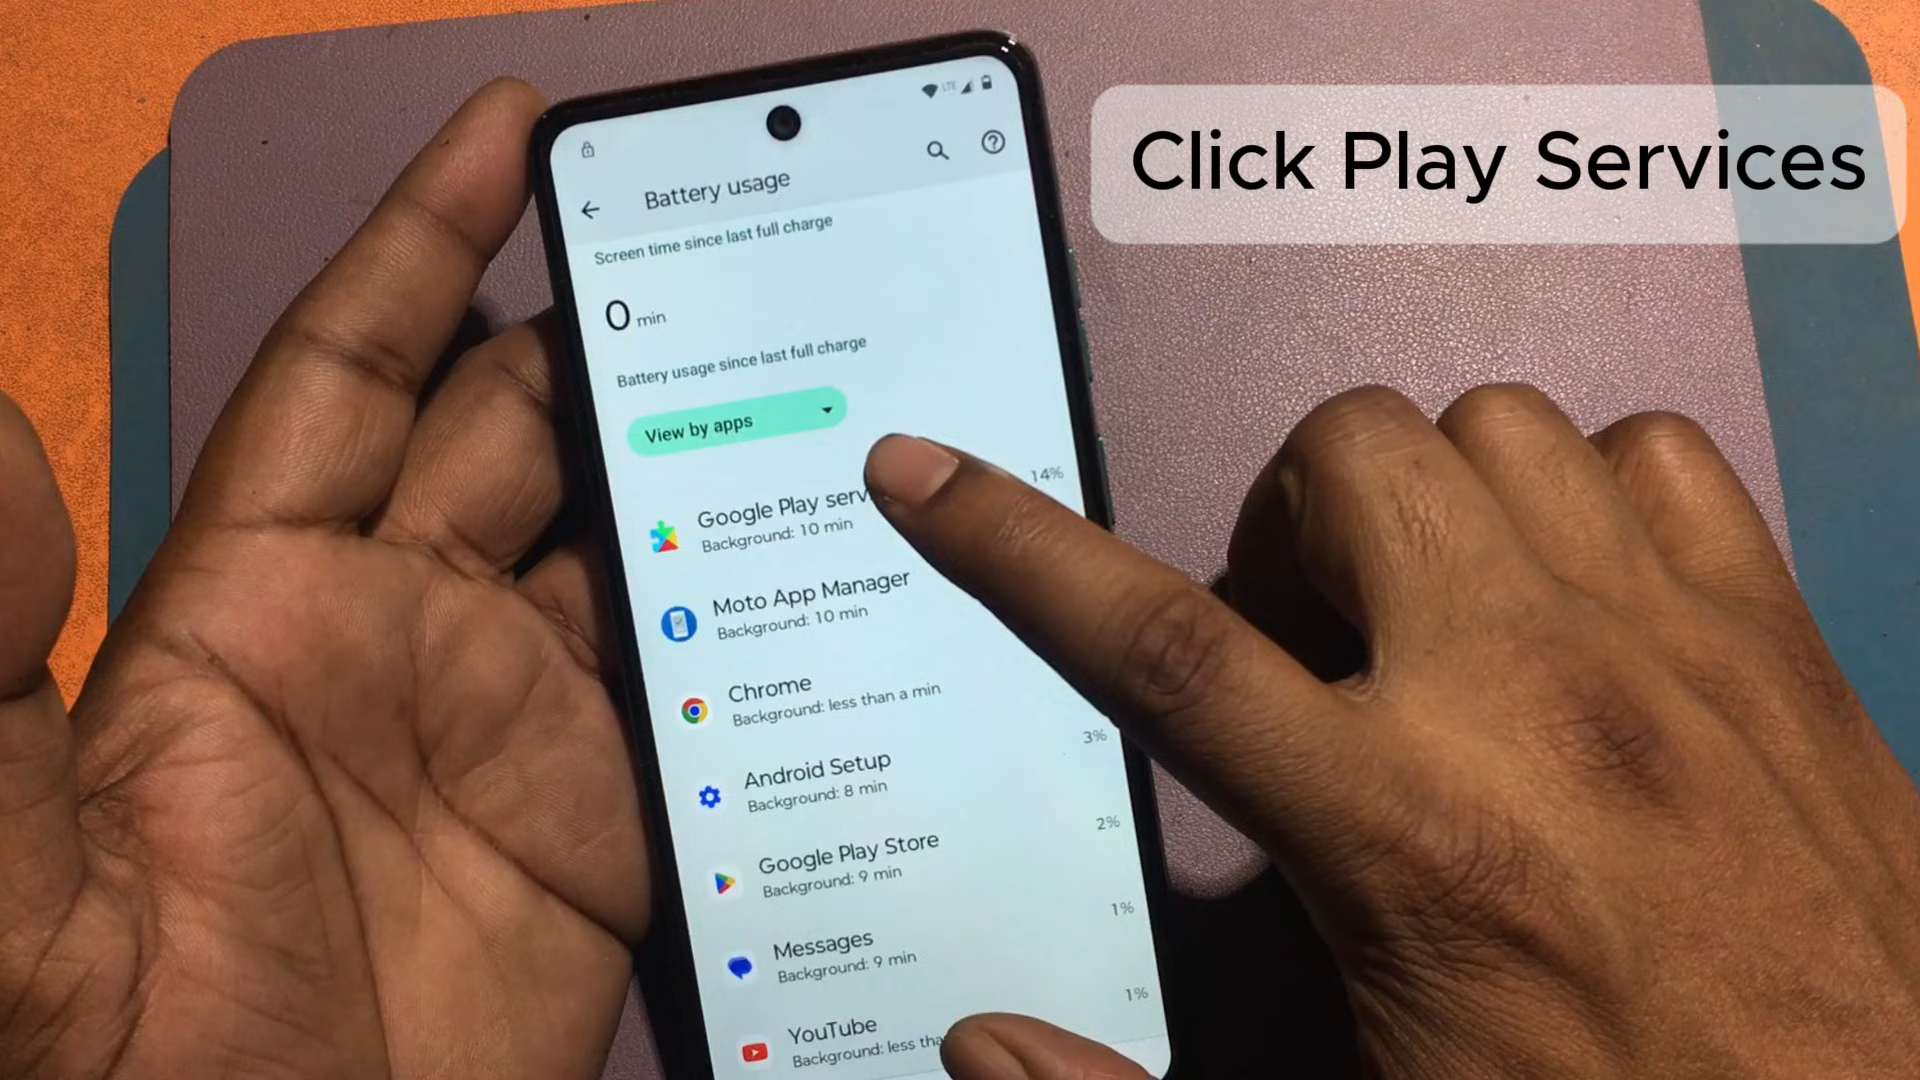 Click Play Services
LTE
Battery usage
Screen time since last full charge
0 min
Battery usage since last full charge
View by apps
Google Play
14%
Background: 10 min
Moto App Manager
Background: 10 min
Chrome
Background: less than a min
3%
Android Setup
Background: 8 min
2%
Google Play Store
Background: 9 min
1%
Messages
Background: 9 min
1%
YouTube
Background: less